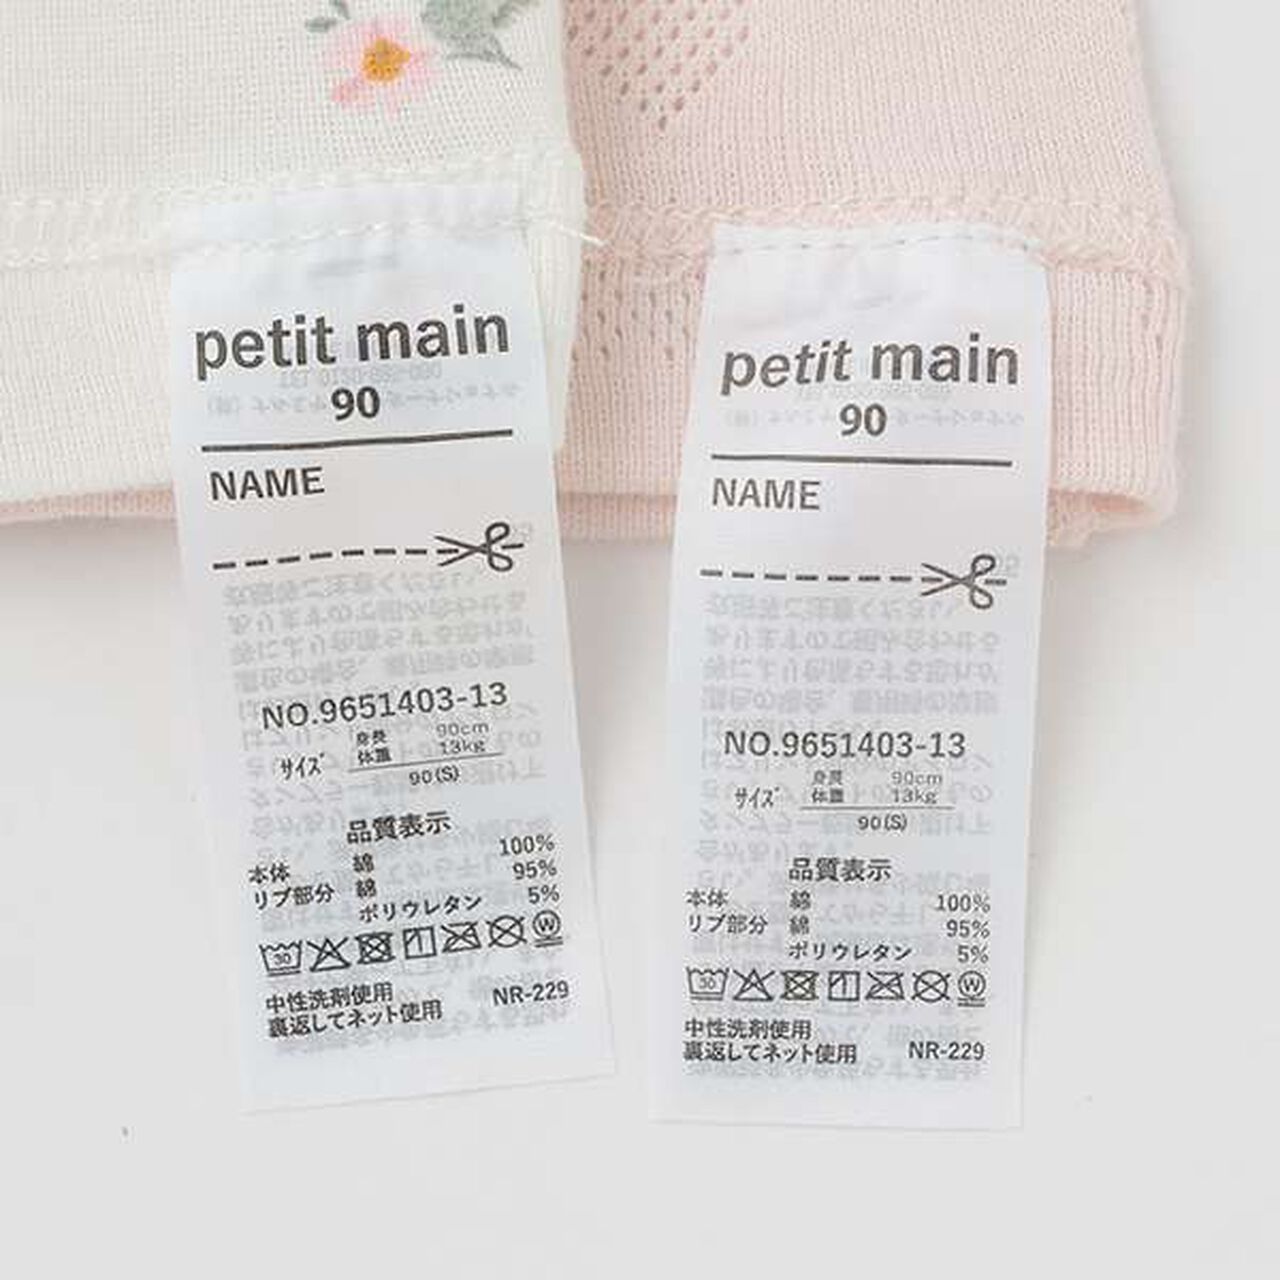 petit main
90
NAME
NO.9651403-13
サイズ
身長 90cm
体重 13kg
90(S)
品質表示
本体 綿 100%
リブ部分 綿 95%
ポリウレタン 5%
30
W
中性洗剤使用
裏返してネット使用 NR-229
petit main
90
NAME
NO.9651403-13
サイズ
身長 90cm
体重 13kg
90(S)
品質表示
本体 綿 100%
リブ部分 綿 95%
ポリウレタン 5%
30
W
中性洗剤使用
裏返してネット使用 NR-229